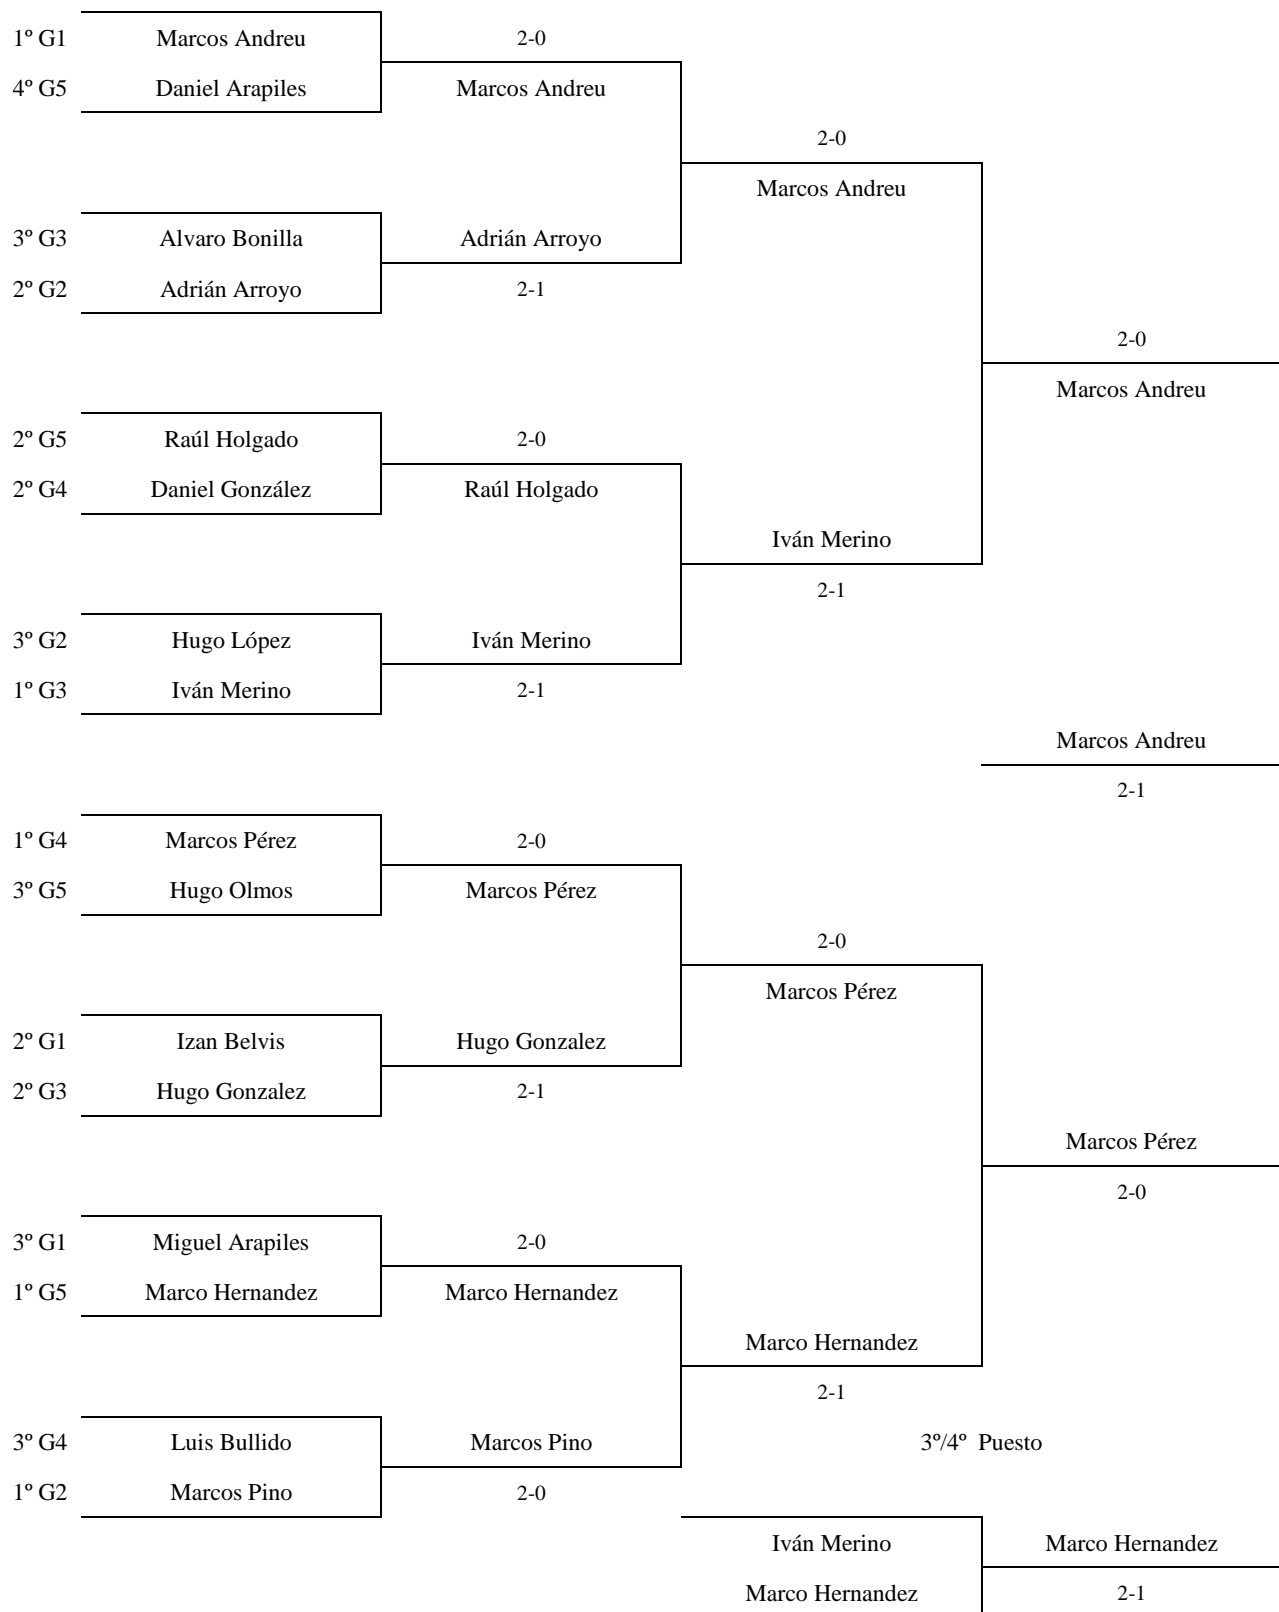 1º G1 Marcos Andreu 2-0
4º G5 Daniel Arapiles Marcos Andreu
2-0
Marcos Andreu
3º G3 Alvaro Bonilla Adrián Arroyo
2º G2 Adrián Arroyo 2-1
2-0
Marcos Andreu
2º G5 Raúl Holgado 2-0
2º G4 Daniel González Raúl Holgado
Iván Merino
2-1
3º G2 Hugo López Iván Merino
1º G3 Iván Merino 2-1
Marcos Andreu
2-1
1º G4 Marcos Pérez 2-0
3º G5 Hugo Olmos Marcos Pérez
2-0
Marcos Pérez
2º G1 Izan Belvis Hugo Gonzalez
2º G3 Hugo Gonzalez 2-1
Marcos Pérez
2-0
3º G1 Miguel Arapiles 2-0
1º G5 Marco Hernandez Marco Hernandez
Marco Hernandez
2-1
3º G4 Luis Bullido Marcos Pino 3º/4º Puesto
1º G2 Marcos Pino 2-0
Iván Merino Marco Hernandez
Marco Hernandez 2-1